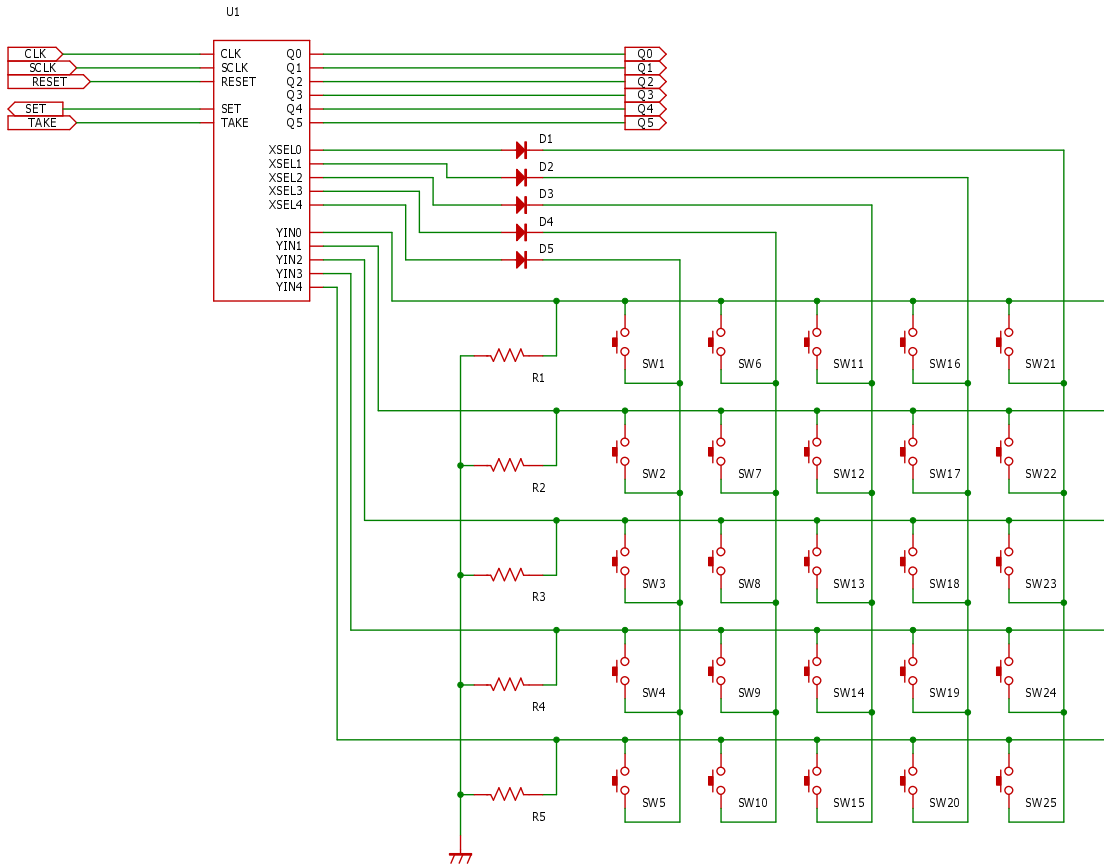 U1
CLK CLK Q0 Q0
SCLK SCLK Q1 Q1
RESET RESET Q2 Q2
Q3 Q3
SET SET Q4 Q4
TAKE TAKE Q5 Q5
D1
XSEL0
XSEL1 D2
XSEL2
XSEL3 D3
XSEL4
D4
YIN0
YIN1 D5
YIN2
YIN3
YIN4
SW1 SW6 SW11 SW16 SW21
R1
SW2 SW7 SW12 SW17 SW22
R2
SW3 SW8 SW13 SW18 SW23
R3
SW4 SW9 SW14 SW19 SW24
R4
SW5 SW10 SW15 SW20 SW25
R5